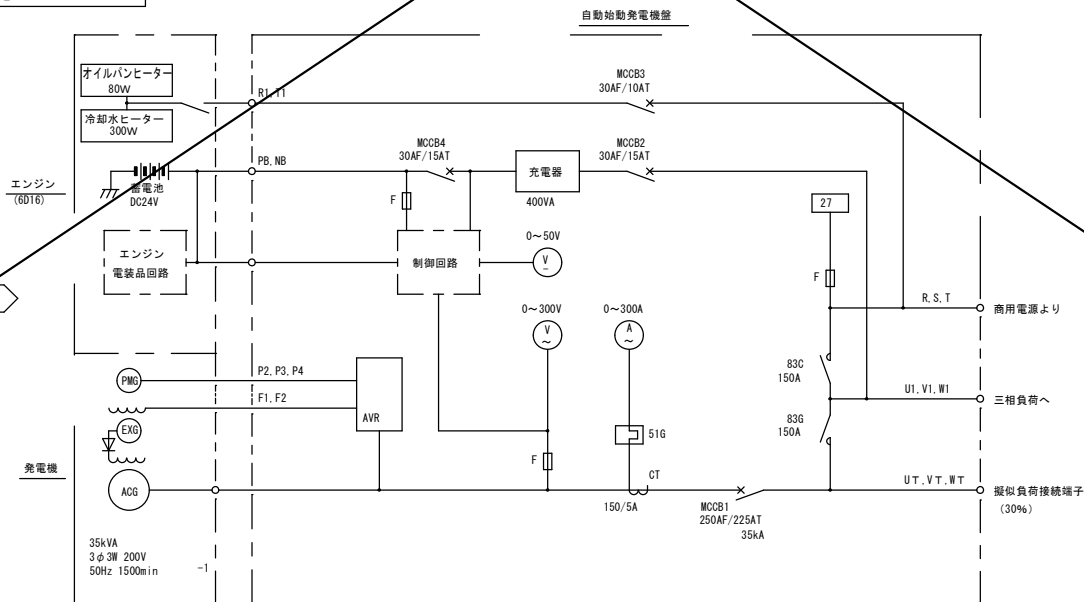 自動始動発電機盤
オイルパンヒーター
80W
冷却水ヒーター
300W
R1,T1
MCCB3
30AF/10AT
エンジン
(6D16)
蓄電池
DC24V
PB,NB
MCCB4
30AF/15AT
充電器
400VA
MCCB2
30AF/15AT
27
F
F
エンジン
電装品回路
制御回路
0~50V
V
-
0~300V
V
~
0~300A
A
~
R,S,T
商用電源より
83C
150A
U1,V1,W1
三相負荷へ
83G
150A
PMG
P2,P3,P4
F1,F2
AVR
EXG
発電機
ACG
F
51G
CT
150/5A
MCCB1
250AF/225AT
35kA
UT,VT,WT
擬似負荷接続端子
(30%)
35kVA
3φ3W 200V
50Hz 1500min -1